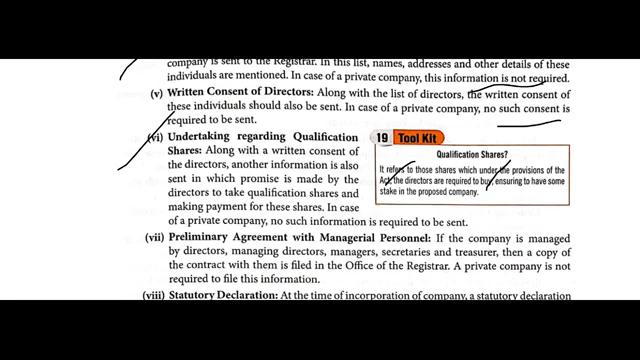 company is sent to the Registrar. In this list, names, addresses and other details of these
individuals are mentioned. In case of a private company, this information is not required.
(v) Written Consent of Directors: Along with the list of directors, the written consent of
these individuals should also be sent. In case of a private company, no such consent is
required to be sent.
(vi) Undertaking regarding Qualification
Shares: Along with a written consent of
the directors, another information is also
sent in which promise is made by the
directors to take qualification shares and
making payment for these shares. In case
of a private company, no such information is required to be sent.
19 Tool Kit
Qualification Shares?
It refers to those shares which under the provisions of the
Act, the directors are required to buy, ensuring to have some
stake in the proposed company.
(vii) Preliminary Agreement with Managerial Personnel: If the company is managed
by directors, managing directors, managers, secretaries and treasurer, then a copy of
the contract with them is filed in the Office of the Registrar. A private company is not
required to file this information.
(viii) Statutory Declaration: At the time of incorporation of company, a statutory declaration